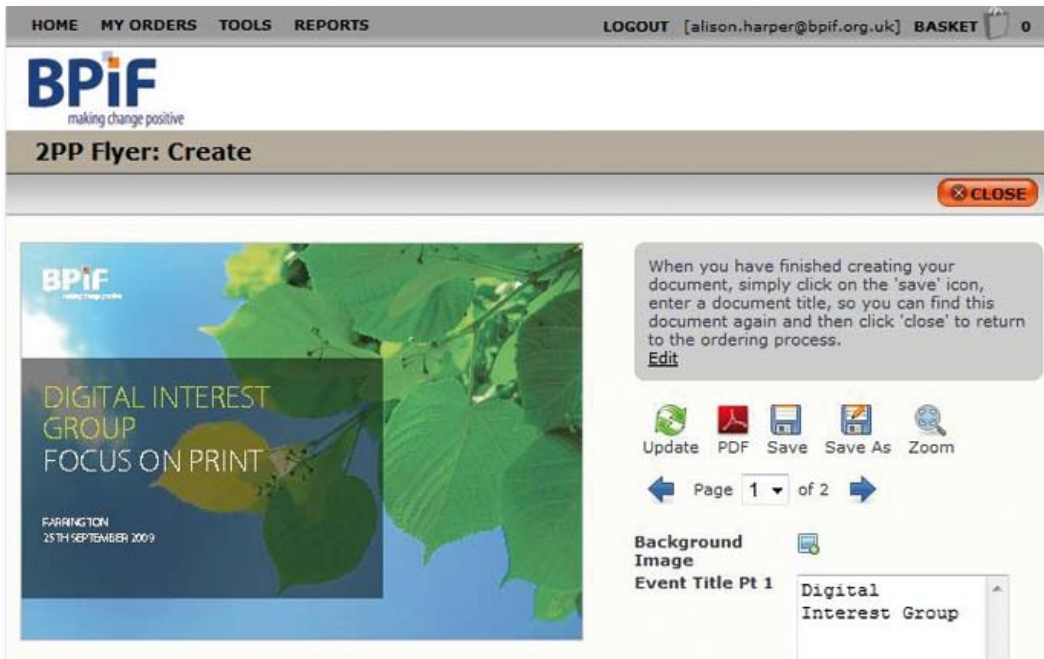 HOME MY ORDERS TOOLS REPORTS LOGOUT [alison.harper@bpif.org.uk] BASKET 0
BPiF
making change positive
2PP Flyer: Create
CLOSE
BPiF
making change positive
DIGITAL INTEREST
GROUP
FOCUS ON PRINT
FARRINGTON
25TH SEPTEMBER 2009
When you have finished creating your
document, simply click on the 'save' icon,
enter a document title, so you can find this
document again and then click 'close' to return
to the ordering process.
Edit
Update PDF Save Save As Zoom
Page 1 of 2
Background
Image
Event Title Pt 1
Digital
Interest Group